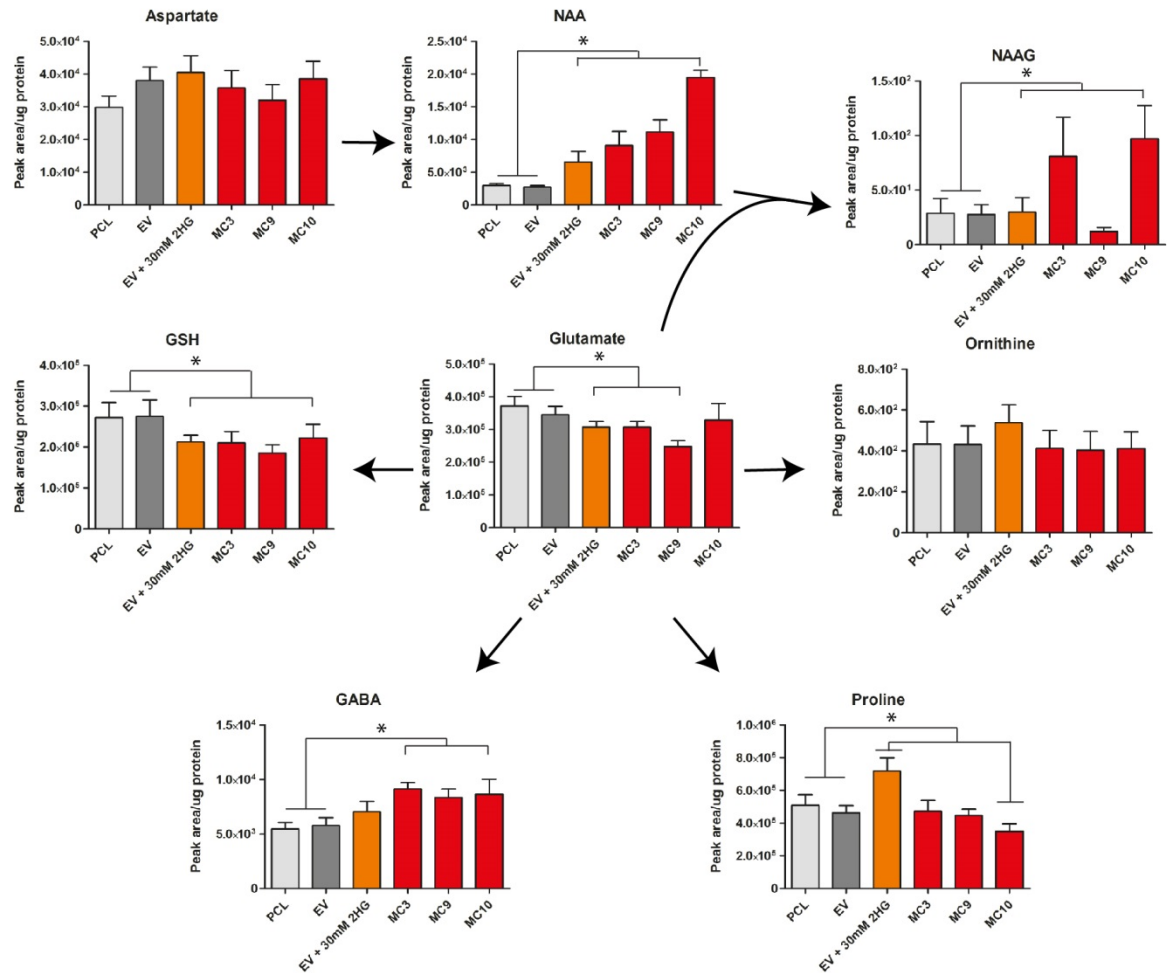 Aspartate
Peak area/ug protein
5.0×10⁴
4.0×10⁴
3.0×10⁴
2.0×10⁴
1.0×10⁴
0
PCL
EV
EV + 30mM 2HG
MC3
MC9
MC10
NAA
*
Peak area/ug protein
2.5×10⁴
2.0×10⁴
1.5×10⁴
1.0×10⁴
5.0×10³
0
PCL
EV
EV + 30mM 2HG
MC3
MC9
MC10
NAAG
*
Peak area/ug protein
1.5×10²
1.0×10²
5.0×10¹
0
PCL
EV
EV + 30mM 2HG
MC3
MC9
MC10
GSH
*
Peak area/ug protein
4.0×10⁶
3.0×10⁶
2.0×10⁶
1.0×10⁶
0
PCL
EV
EV + 30mM 2HG
MC3
MC9
MC10
Glutamate
*
Peak area/ug protein
5.0×10⁵
4.0×10⁵
3.0×10⁵
2.0×10⁵
1.0×10⁵
0
PCL
EV
EV + 30mM 2HG
MC3
MC9
MC10
Ornithine
Peak area/ug protein
8.0×10²
6.0×10²
4.0×10²
2.0×10²
0
PCL
EV
EV + 30mM 2HG
MC3
MC9
MC10
GABA
*
Peak area/ug protein
1.5×10⁴
1.0×10⁴
5.0×10³
0
PCL
EV
EV + 30mM 2HG
MC3
MC9
MC10
Proline
*
Peak area/ug protein
1.0×10⁶
8.0×10⁵
6.0×10⁵
4.0×10⁵
2.0×10⁵
0
PCL
EV
EV + 30mM 2HG
MC3
MC9
MC10